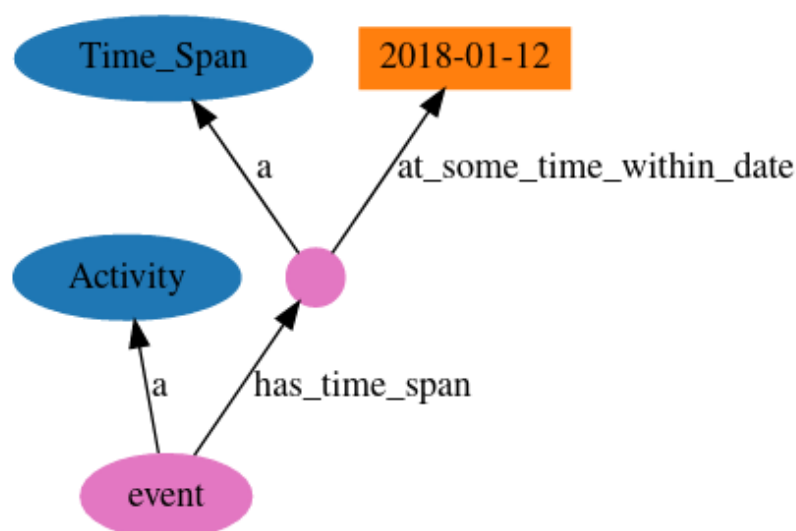 Time_Span
2018-01-12
a
at_some_time_within_date
Activity
a
has_time_span
event